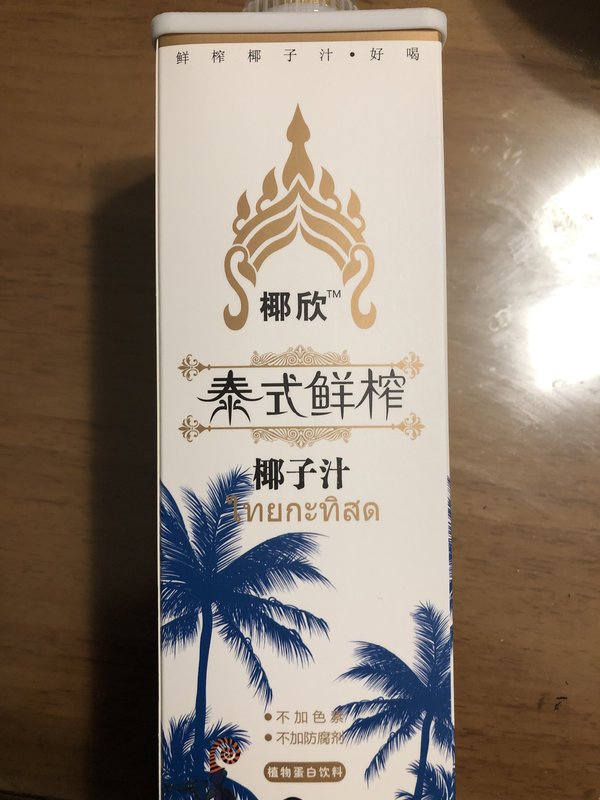 鲜榨椰子汁•好喝
椰欣™
泰式鲜榨
椰子汁
ไทยกะทิสด
•不加色素
•不加防腐剂
植物蛋白饮料